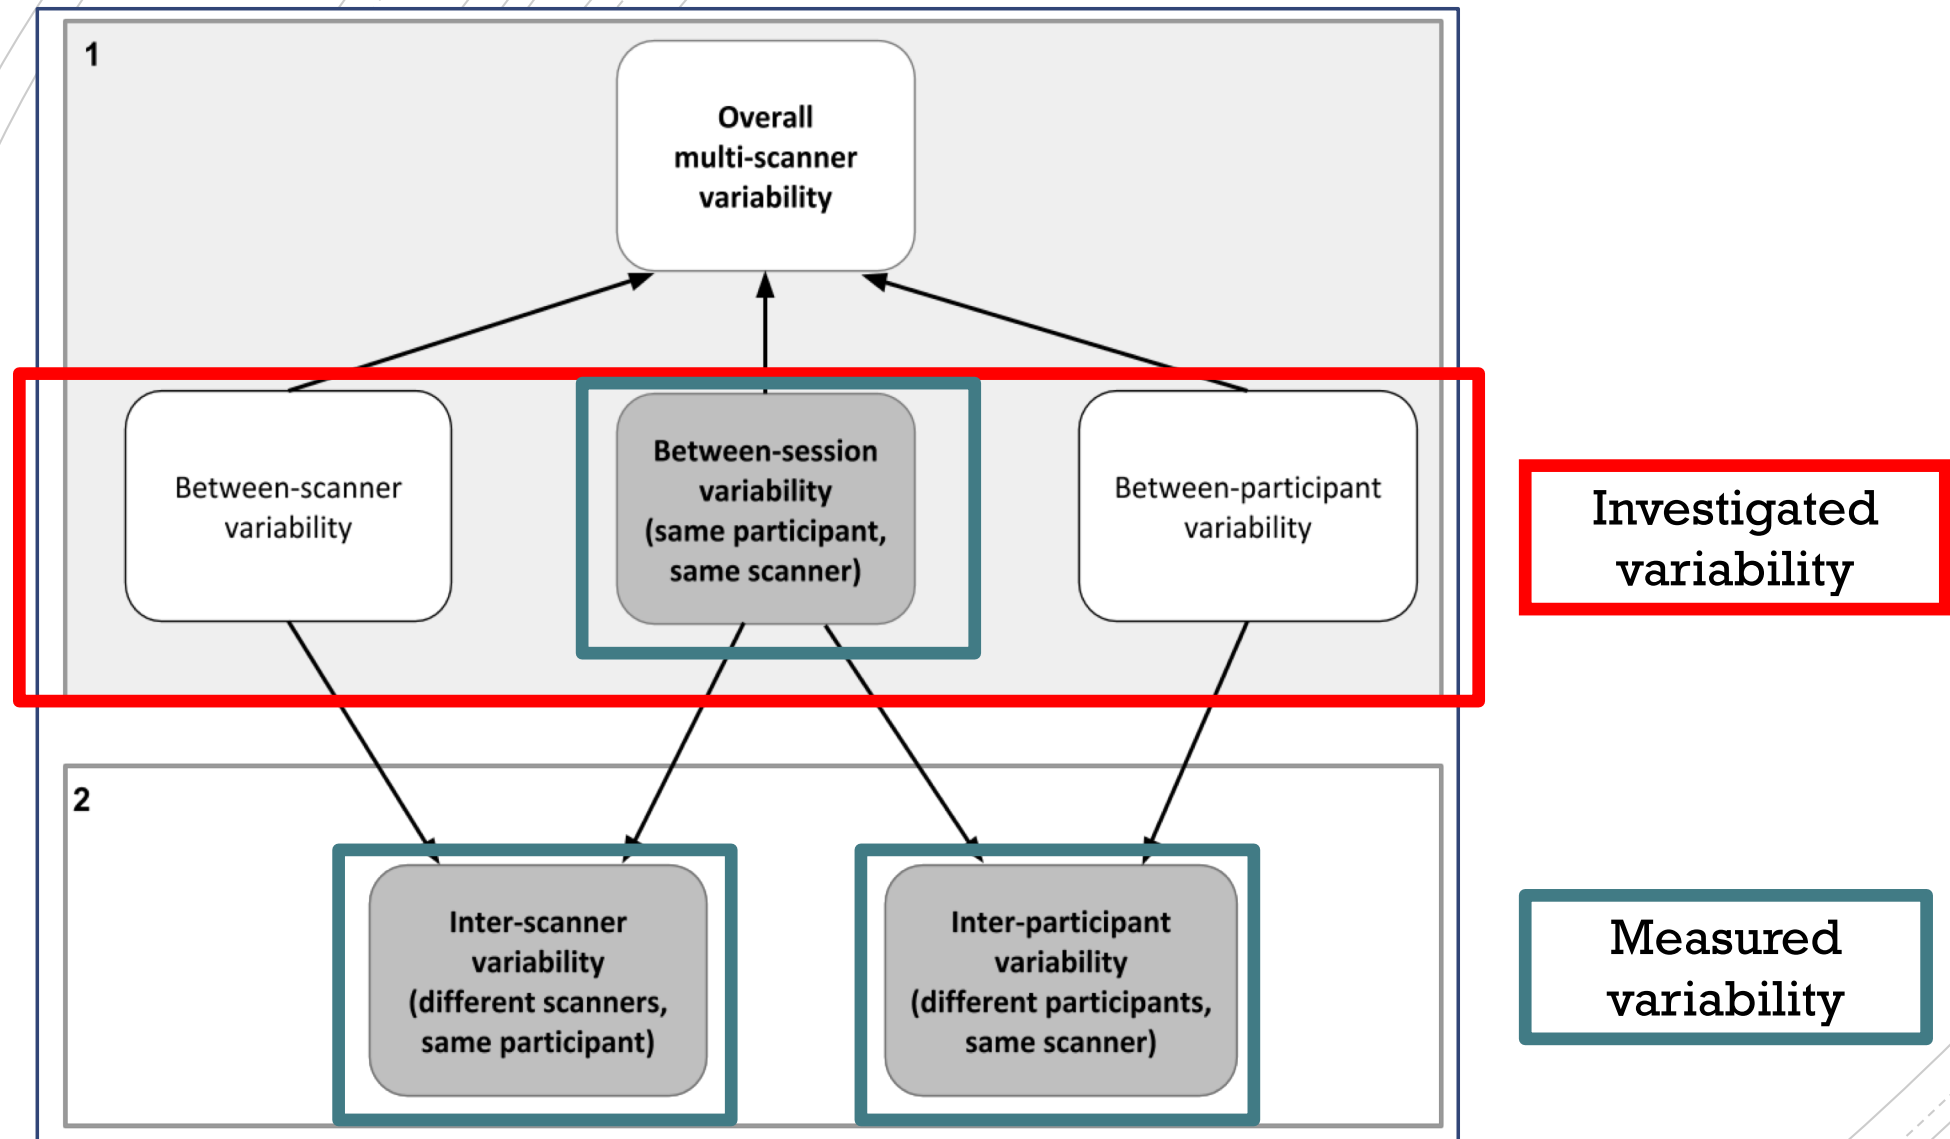 1
Overall
multi-scanner
variability
Between-scanner
variability
Between-session
variability
(same participant,
same scanner)
Between-participant
variability
Investigated
variability
2
Inter-scanner
variability
(different scanners,
same participant)
Inter-participant
variability
(different participants,
same scanner)
Measured
variability